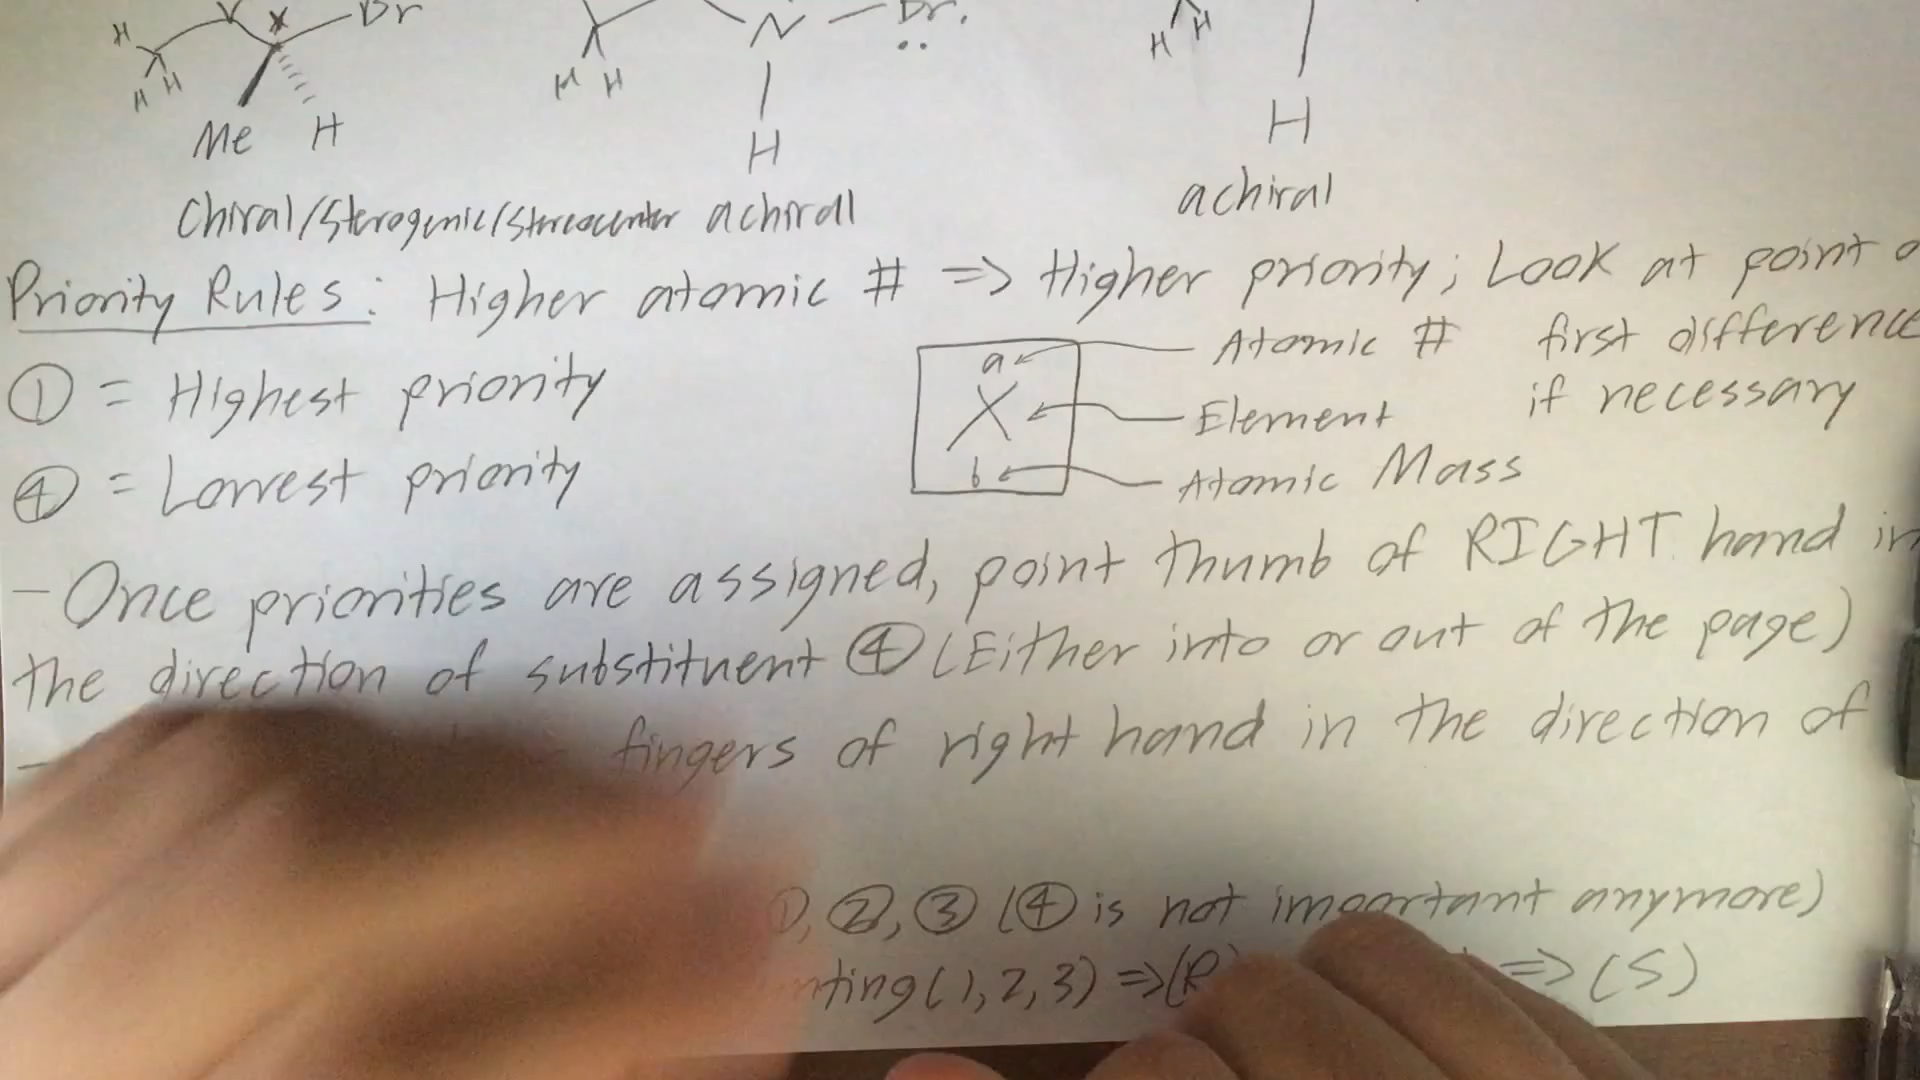 H Br Br.
H H H H H H
Me H H H
achiral
Chiral/Sterogenic/Stereocenter achiral
Priority Rules: Higher atomic # => Higher priority; Look at point
a Atomic # first difference
① = Highest priority X Element if necessary
④ = Lowest priority b Atomic Mass
- Once priorities are assigned, point thumb of RIGHT hand in
the direction of substituent ④ (Either into or out of the page)
- fingers of right hand in the direction of
①, ②, ③ (④ is not important anymore)
(1,2,3) => (R) => (S)